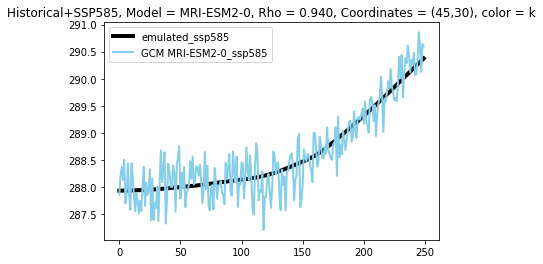 Historical+SSP585, Model = MRI-ESM2-0, Rho = 0.940, Coordinates = (45,30), color = k
291.0
290.5
290.0
289.5
289.0
288.5
288.0
287.5
emulated_ssp585
GCM MRI-ESM2-0_ssp585
0 50 100 150 200 250